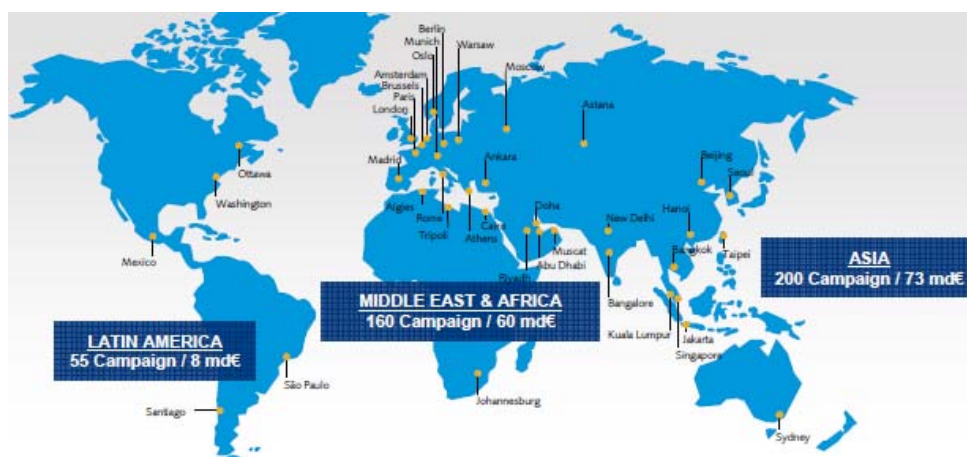 Berlin
Munich
Oslo
Warsaw
Moscow
Amsterdam
Brussels
Paris
London
Astana
Madrid
Ankara
Beijing
Seoul
Ottawa
Washington
Algies
Rome
Tripoli
Athens
Cairo
Doha
New Delhi
Hanoi
Mexico
Muscat
Abu Dhabi
Riyadh
Bangkok
Taipei
ASIA
200 Campaign / 73 md€
MIDDLE EAST & AFRICA
160 Campaign / 60 md€
Bangalore
LATIN AMERICA
55 Campaign / 8 md€
Kuala Lumpur
Jakarta
Singapore
São Paulo
Johannesburg
Santiago
Sydney